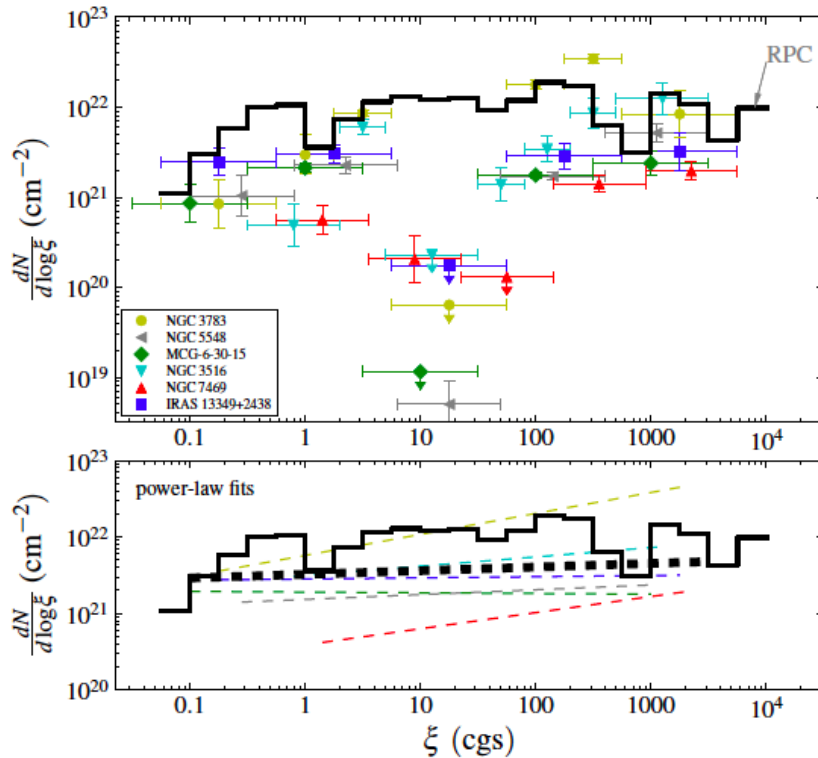 10^23
10^22
10^21
10^20
10^19
dN/dlogξ (cm^−2)
RPC
NGC 3783
NGC 5548
MCG-6-30-15
NGC 3516
NGC 7469
IRAS 13349+2438
0.1 1 10 100 1000 10^4
10^23
10^22
10^21
10^20
dN/dlogξ (cm^−2)
power-law fits
0.1 1 10 100 1000 10^4
ξ (cgs)